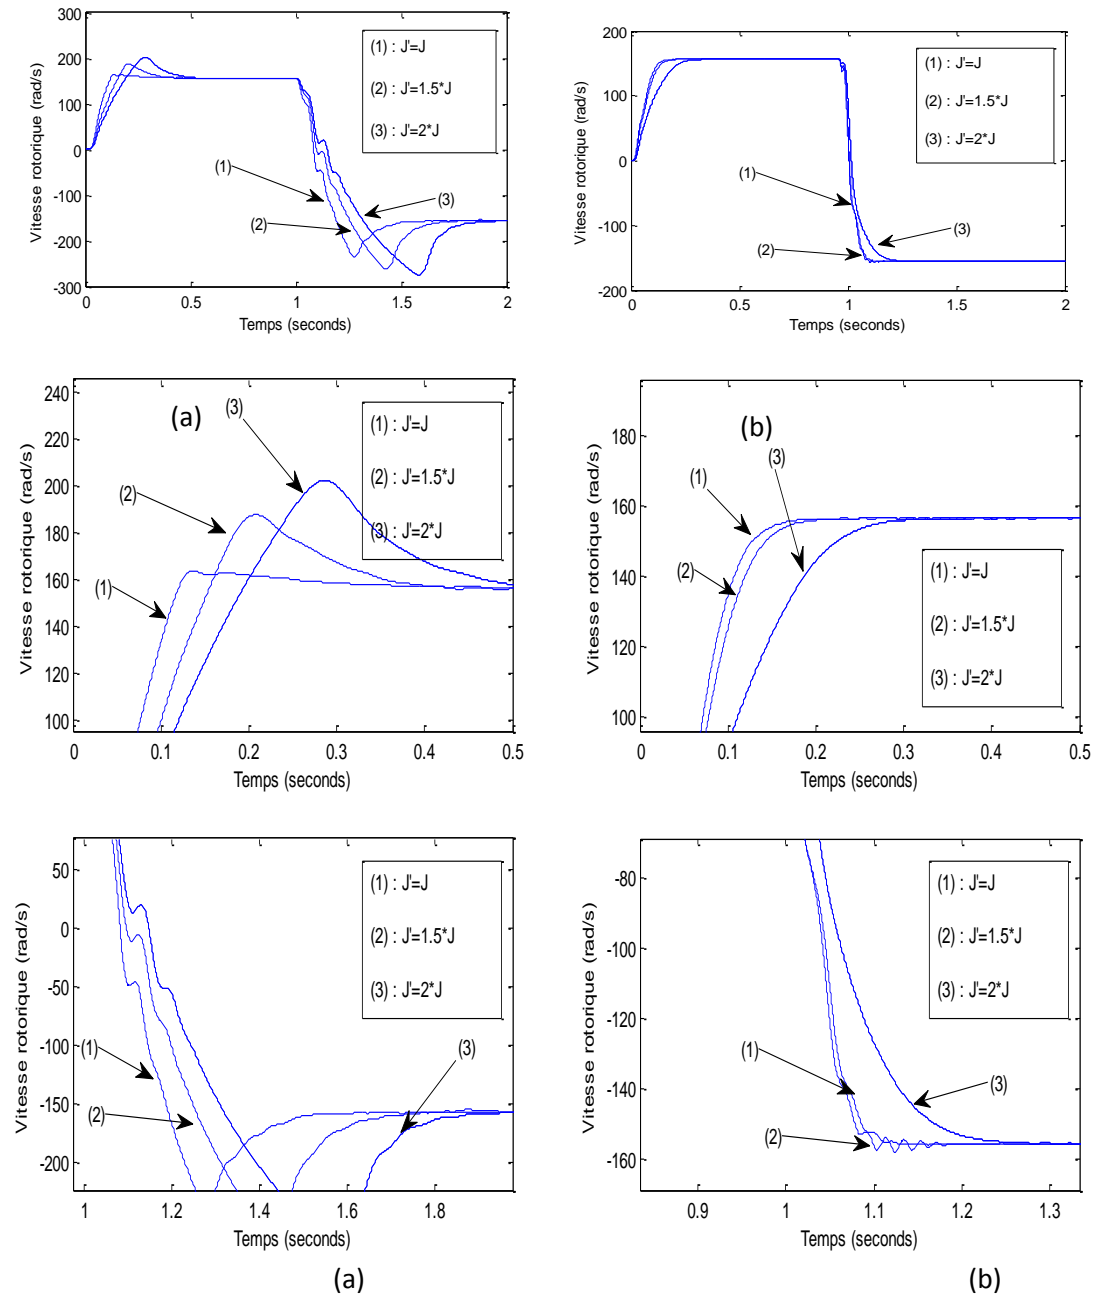 300
200
100
0
-100
-200
-300
0
0.5
1
1.5
2
Vitesse rotorique (rad/s)
Temps (seconds)
(1) : J'=J
(2) : J'=1.5*J
(3) : J'=2*J
(1)
(2)
(3)
200
100
0
-100
-200
0
0.5
1
1.5
2
Vitesse rotorique (rad/s)
Temps (seconds)
(1) : J'=J
(2) : J'=1.5*J
(3) : J'=2*J
(1)
(2)
(3)
240
220
200
180
160
140
120
100
0
0.1
0.2
0.3
0.4
0.5
Vitesse rotorique (rad/s)
Temps (seconds)
(a)
(3)
(2)
(1)
(1) : J'=J
(2) : J'=1.5*J
(3) : J'=2*J
180
160
140
120
100
0
0.1
0.2
0.3
0.4
0.5
Vitesse rotorique (rad/s)
Temps (seconds)
(b)
(3)
(1)
(2)
(1) : J'=J
(2) : J'=1.5*J
(3) : J'=2*J
50
0
-50
-100
-150
-200
1
1.2
1.4
1.6
1.8
Vitesse rotorique (rad/s)
Temps (seconds)
(1) : J'=J
(2) : J'=1.5*J
(3) : J'=2*J
(1)
(2)
(3)
(a)
-80
-100
-120
-140
-160
0.9
1
1.1
1.2
1.3
Vitesse rotorique (rad/s)
Temps (seconds)
(1) : J'=J
(2) : J'=1.5*J
(3) : J'=2*J
(1)
(2)
(3)
(b)